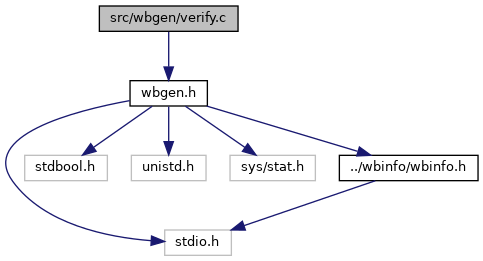 src/wbgen/verify.c
wbgen.h
stdbool.h
unistd.h
sys/stat.h
../wbinfo/wbinfo.h
stdio.h